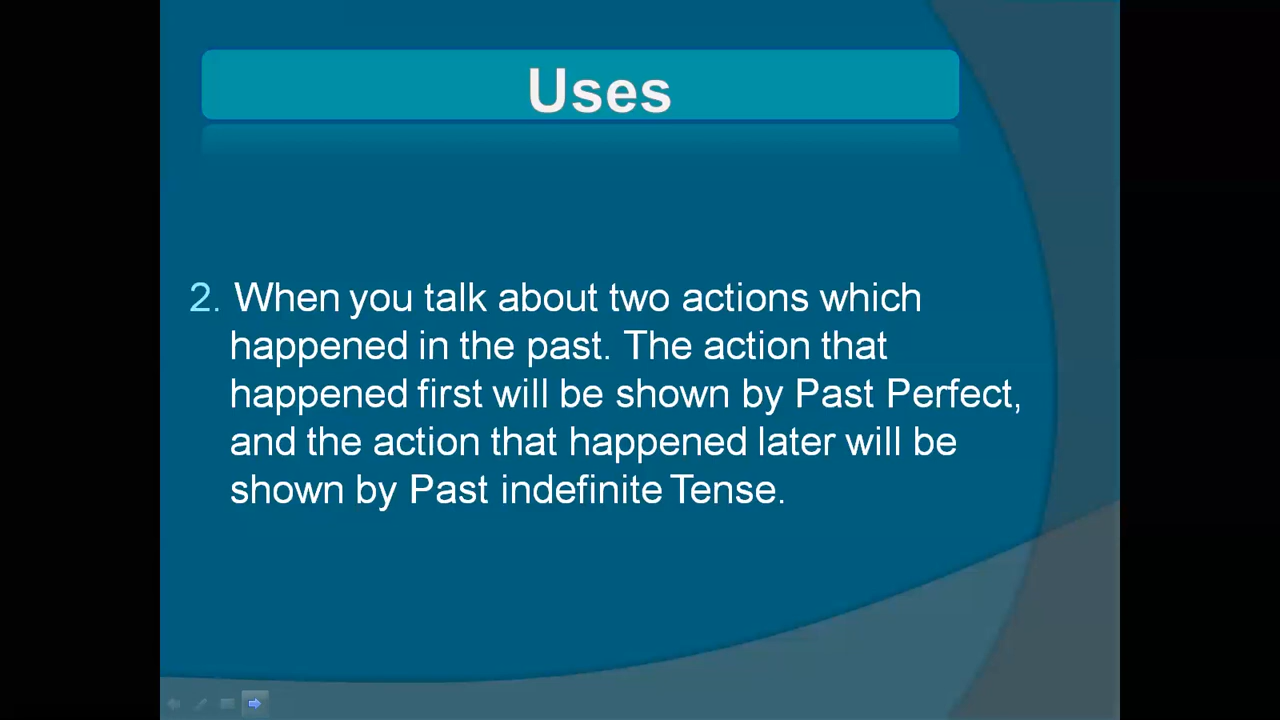 Uses
2. When you talk about two actions which
happened in the past. The action that
happened first will be shown by Past Perfect,
and the action that happened later will be
shown by Past indefinite Tense.